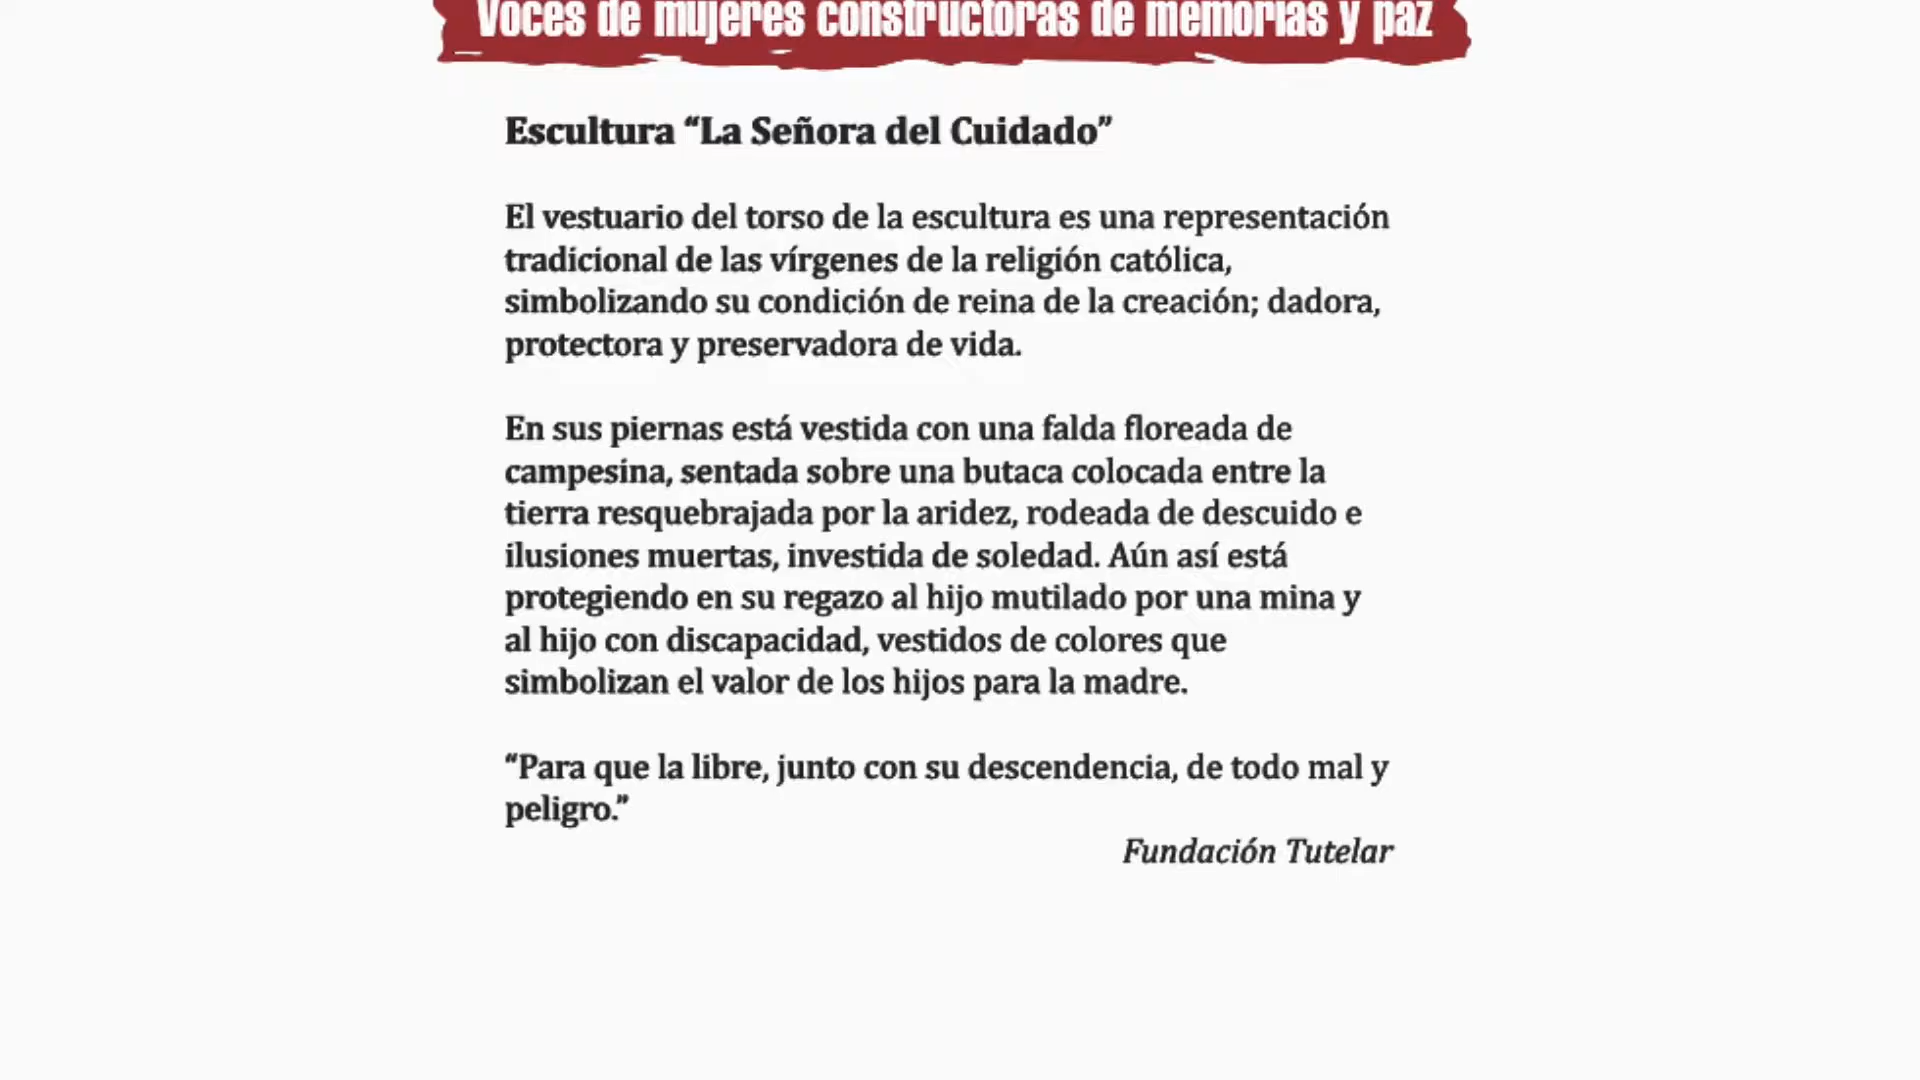 Voces de mujeres constructoras de memorias y paz
Escultura “La Señora del Cuidado”
El vestuario del torso de la escultura es una representación
tradicional de las vírgenes de la religión católica,
simbolizando su condición de reina de la creación; dadora,
protectora y preservadora de vida.
En sus piernas está vestida con una falda floreada de
campesina, sentada sobre una butaca colocada entre la
tierra resquebrajada por la aridez, rodeada de descuido e
ilusiones muertas, investida de soledad. Aún así está
protegiendo en su regazo al hijo mutilado por una mina y
al hijo con discapacidad, vestidos de colores que
simbolizan el valor de los hijos para la madre.
“Para que la libre, junto con su descendencia, de todo mal y
peligro.”
Fundación Tutelar